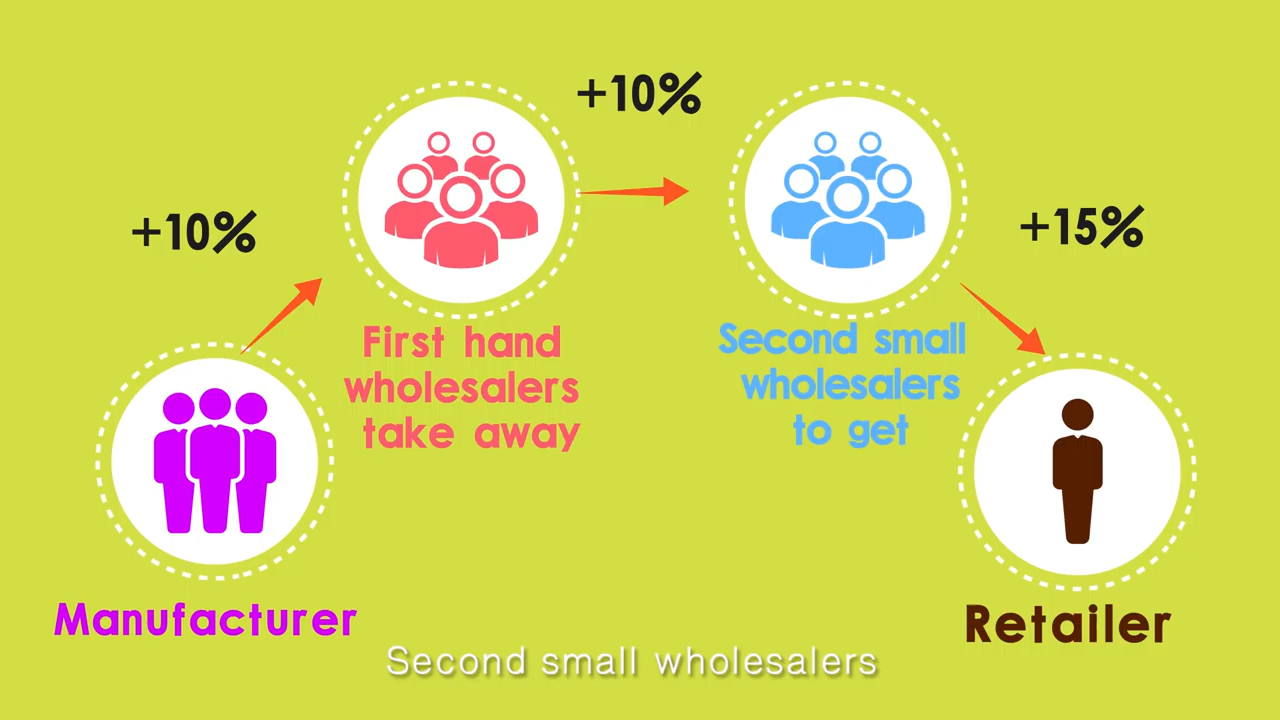 +10%
+10%
+15%
First hand
wholesalers
take away
Second small
wholesalers
to get
Manufacturer
Retailer
Second small wholesalers